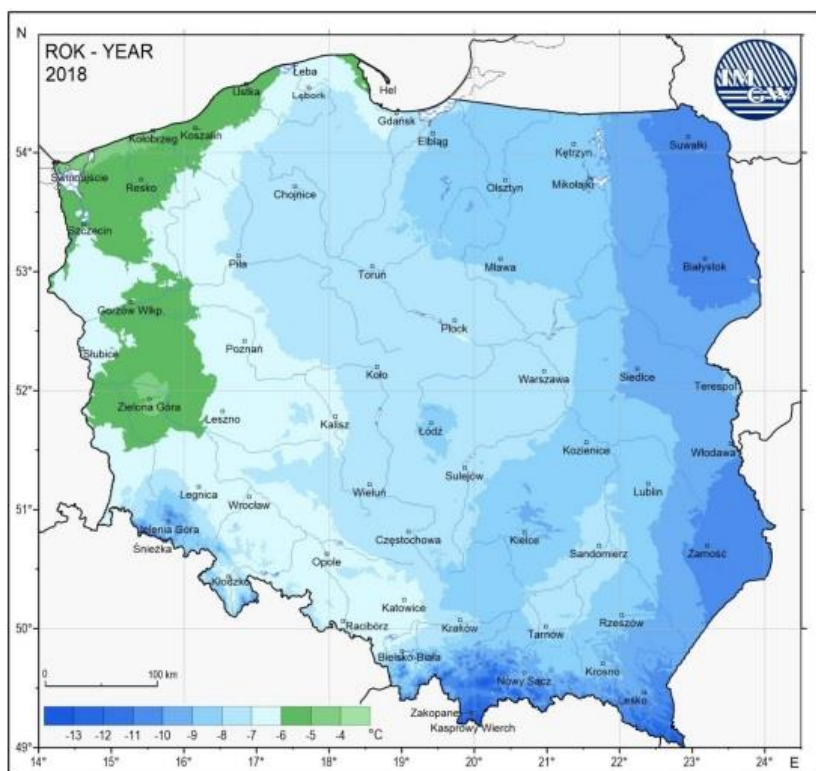 N
ROK - YEAR
2018
IM
GW
Łeba
Ustka
Hel
Lębork
Gdańsk
Kołobrzeg
Koszalin
Elbląg
54°
Suwałki
Kętrzyn
Świnoujście
Resko
Chojnice
Olsztyn
Mikołajki
Szczecin
53°
Piła
Toruń
Mława
Białystok
Gorzów Wlkp.
Płock
Słubice
Poznań
52°
Koło
Warszawa
Siedlce
Terespol
Zielona Góra
Leszno
Kalisz
Łódź
Kozienice
Włodawa
Sulejów
51°
Legnica
Wrocław
Wieluń
Lublin
Jelenia Góra
Śnieżka
Częstochowa
Kielce
Sandomierz
Zamość
Opole
Kłodzko
Katowice
50°
Racibórz
Kraków
Tarnów
Rzeszów
Bielsko-Biała
0 100 km
Nowy Sącz
Krosno
Lesko
Zakopane
Kasprowy Wierch
-13 -12 -11 -10 -9 -8 -7 -6 -5 -4 °C
49°
14° 15° 16° 17° 18° 19° 20° 21° 22° 23° 24° E